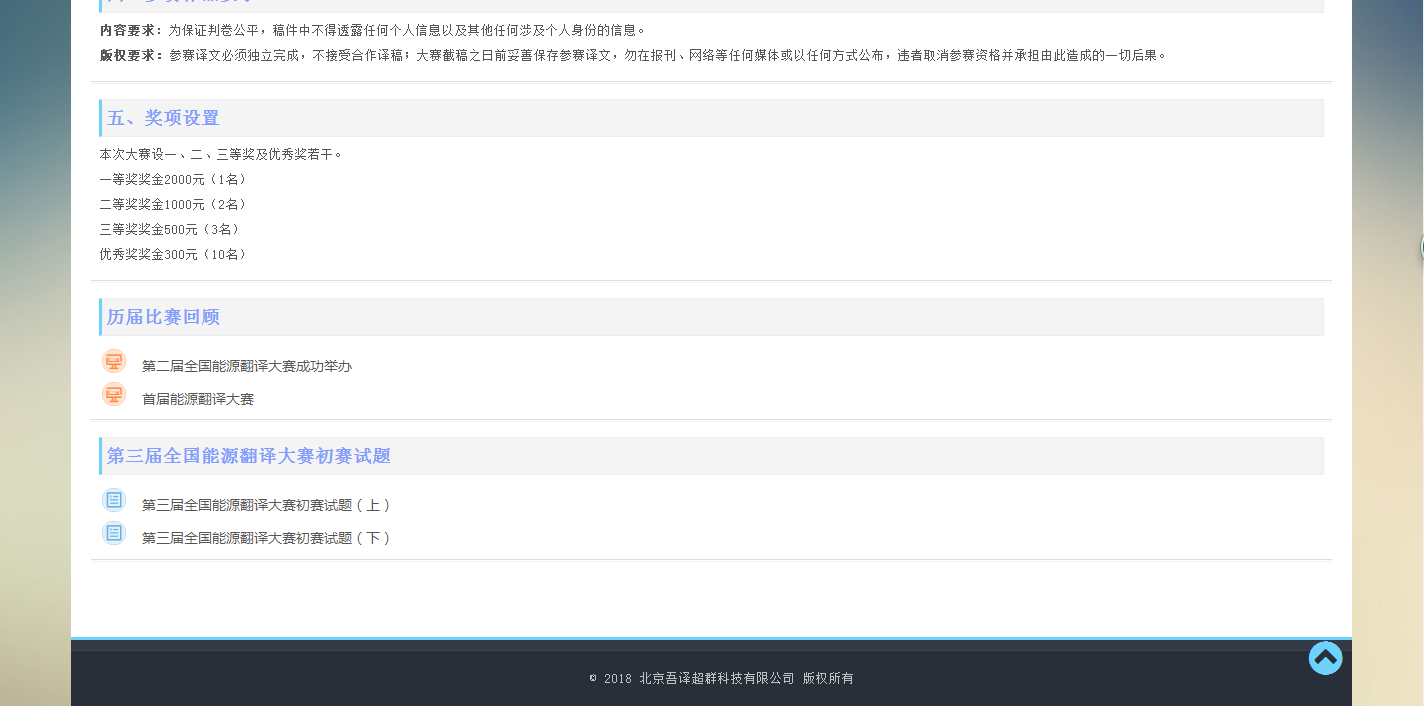 内容要求：为保证判卷公平，稿件中不得透露任何个人信息以及其他任何涉及个人身份的信息。
版权要求：参赛译文必须独立完成，不接受合作译稿；大赛截稿之日前妥善保存参赛译文，勿在报刊、网络等任何媒体或以任何方式公布，违者取消参赛资格并承担由此造成的一切后果。
五、奖项设置
本次大赛设一、二、三等奖及优秀奖若干。
一等奖奖金2000元（1名）
二等奖奖金1000元（2名）
三等奖奖金500元（3名）
优秀奖奖金300元（10名）
历届比赛回顾
第二届全国能源翻译大赛成功举办
首届能源翻译大赛
第三届全国能源翻译大赛初赛试题
第三届全国能源翻译大赛初赛试题（上）
第三届全国能源翻译大赛初赛试题（下）
© 2018 北京吾译超群科技有限公司 版权所有